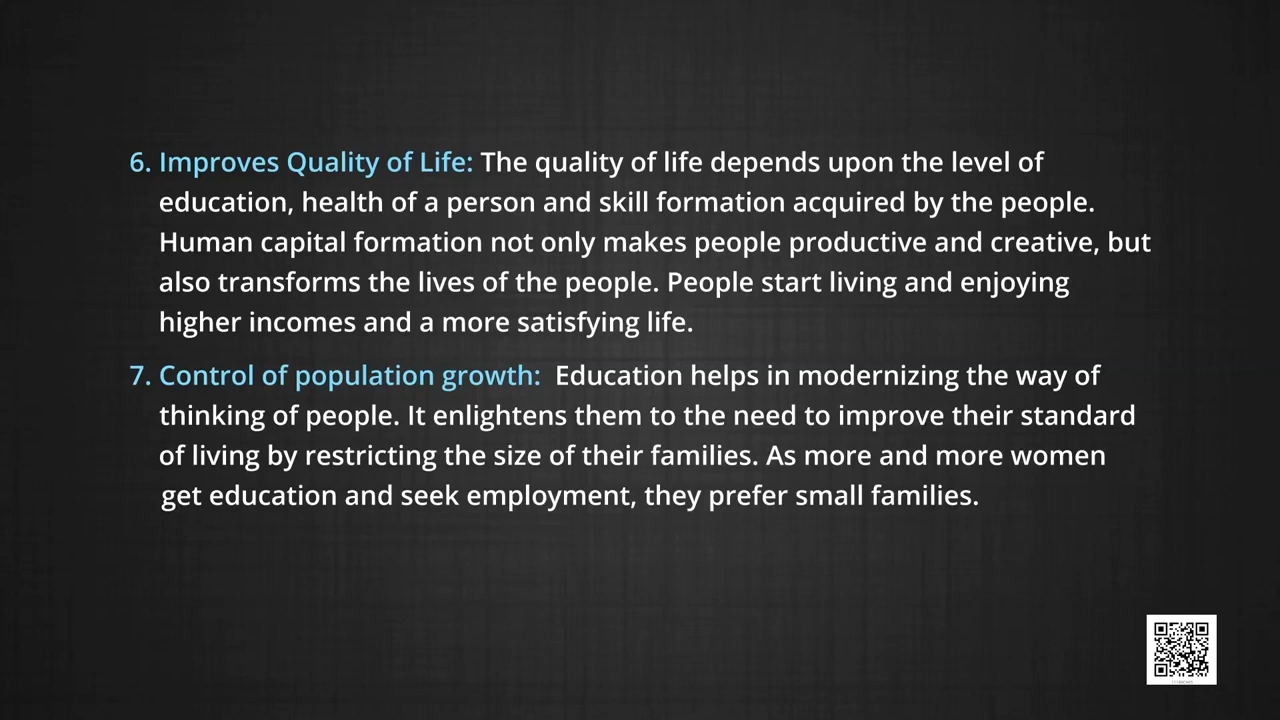 6. Improves Quality of Life: The quality of life depends upon the level of
education, health of a person and skill formation acquired by the people.
Human capital formation not only makes people productive and creative, but
also transforms the lives of the people. People start living and enjoying
higher incomes and a more satisfying life.
7. Control of population growth: Education helps in modernizing the way of
thinking of people. It enlightens them to the need to improve their standard
of living by restricting the size of their families. As more and more women
get education and seek employment, they prefer small families.